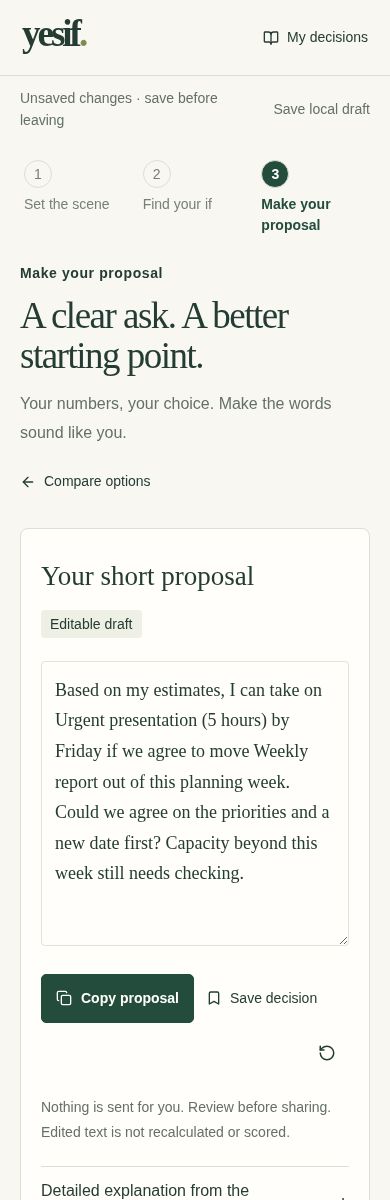 yesif.
My decisions
Unsaved changes · save before
leaving
Save local draft
1
Set the scene
2
Find your if
3
Make your
proposal
Make your proposal
A clear ask. A better
starting point.
Your numbers, your choice. Make the words
sound like you.
Compare options
Your short proposal
Editable draft
Based on my estimates, I can take on
Urgent presentation (5 hours) by
Friday if we agree to move Weekly
report out of this planning week.
Could we agree on the priorities and a
new date first? Capacity beyond this
week still needs checking.
Copy proposal
Save decision
Nothing is sent for you. Review before sharing.
Edited text is not recalculated or scored.
Detailed explanation from the